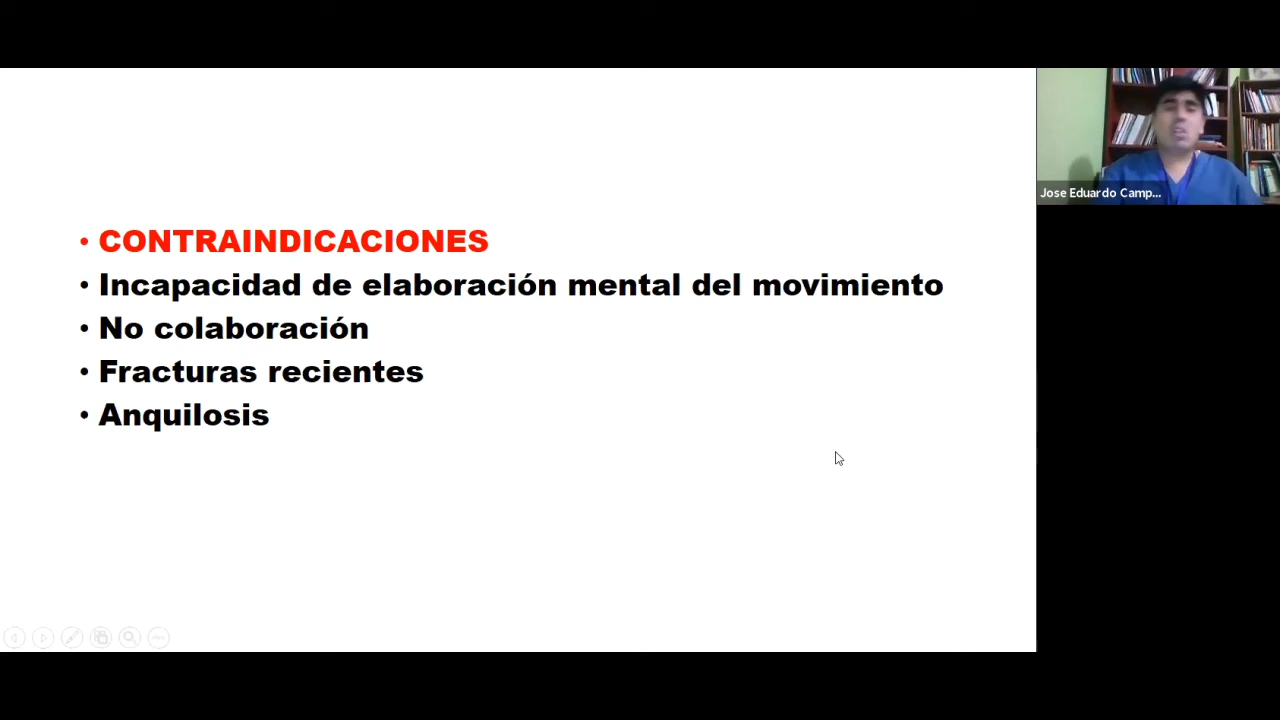 • CONTRAINDICACIONES
• Incapacidad de elaboración mental del movimiento
• No colaboración
• Fracturas recientes
• Anquilosis
Jose Eduardo Camp...